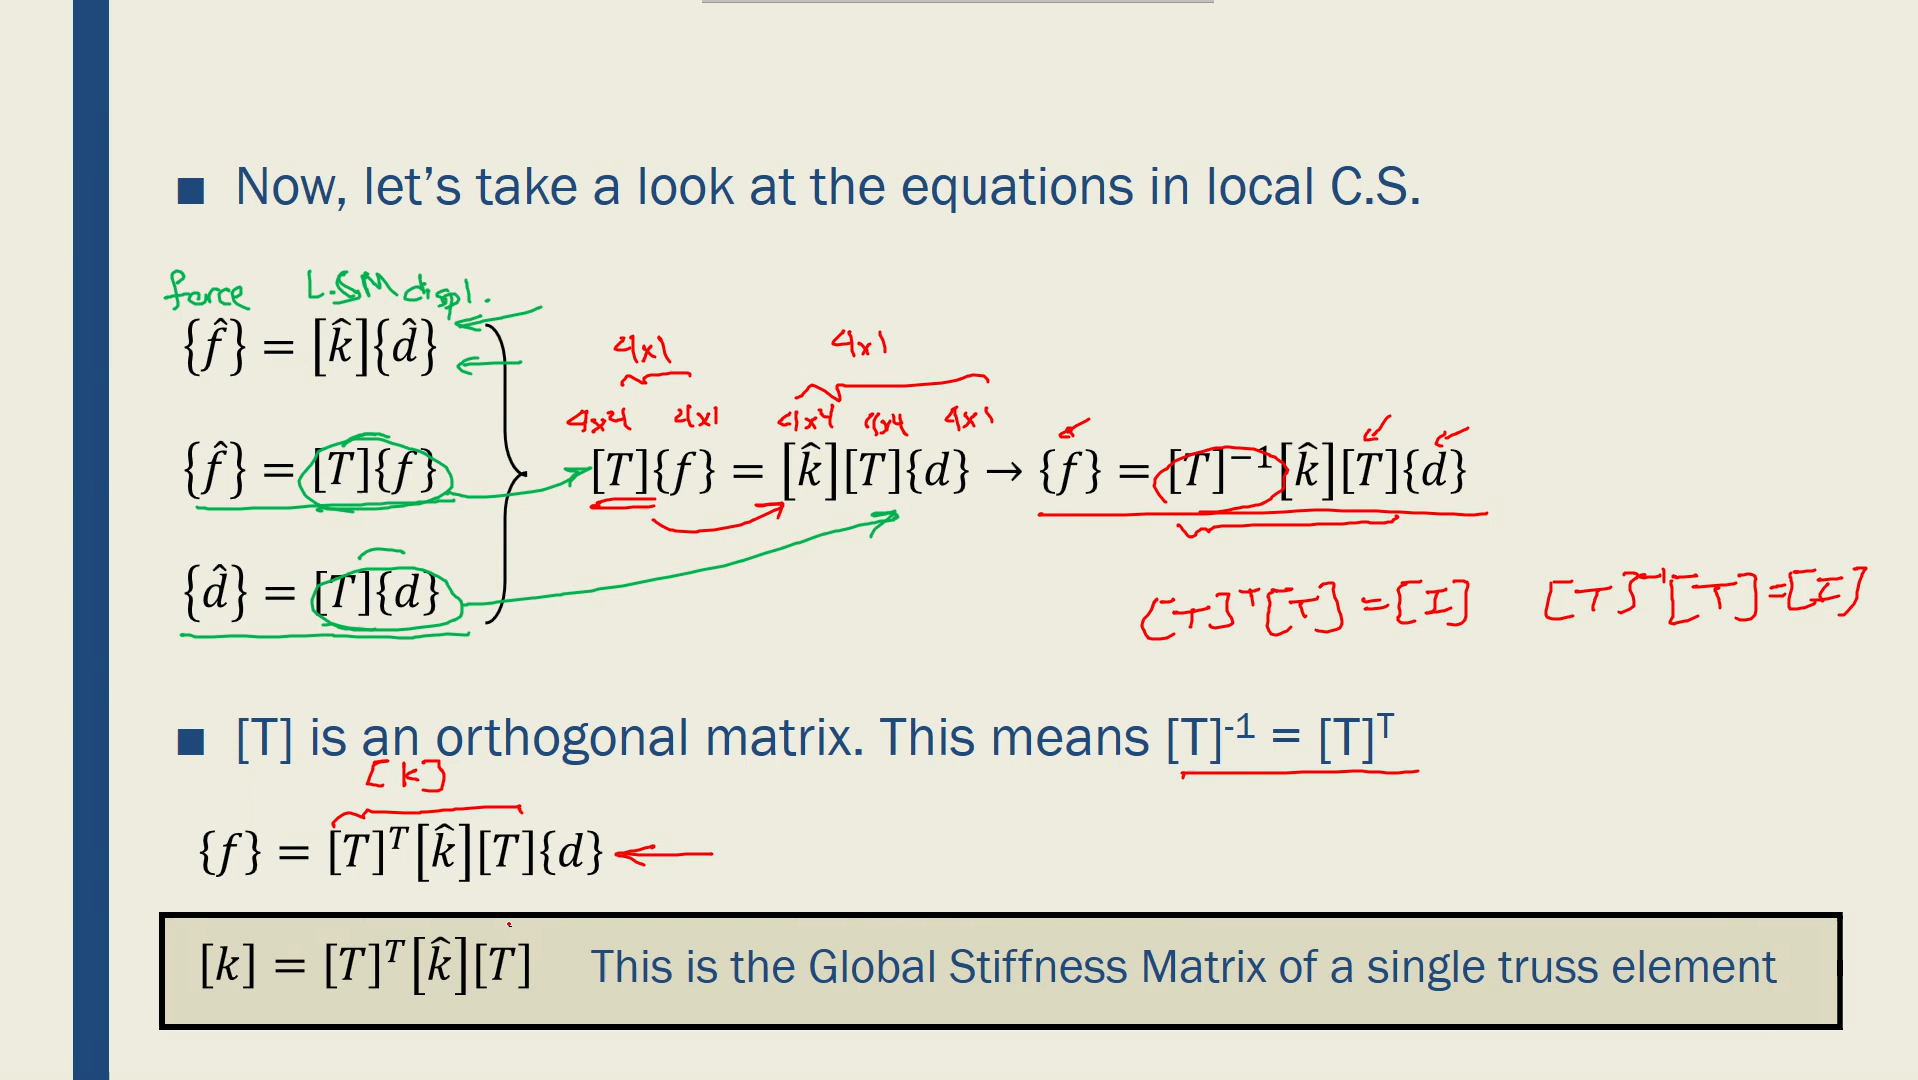 ■ Now, let’s take a look at the equations in local C.S.
force L.S.M displ.
{f̂} = [k̂]{d̂}
4x1 4x1
4x4 4x1 4x4 4x4 4x1
{f̂} = [T]{f} [T]{f} = [k̂][T]{d} → {f} = [T]⁻¹[k̂][T]{d}
{d̂} = [T]{d}
[T]ᵀ[T] = [I] [T]⁻¹[T] = [I]
■ [T] is an orthogonal matrix. This means [T]⁻¹ = [T]ᵀ
[k]
{f} = [T]ᵀ[k̂][T]{d}
[k] = [T]ᵀ[k̂][T] This is the Global Stiffness Matrix of a single truss element